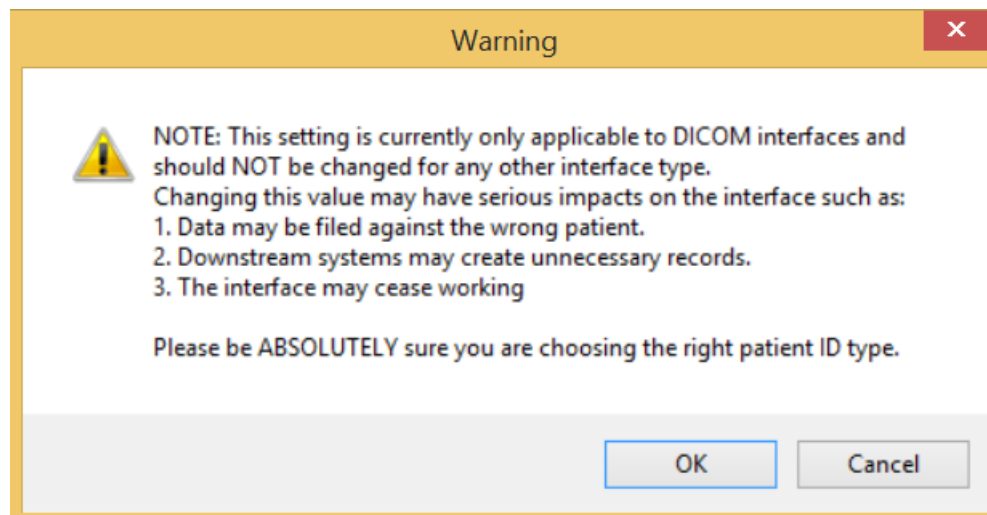 Warning
NOTE: This setting is currently only applicable to DICOM interfaces and
should NOT be changed for any other interface type.
Changing this value may have serious impacts on the interface such as:
1. Data may be filed against the wrong patient.
2. Downstream systems may create unnecessary records.
3. The interface may cease working
Please be ABSOLUTELY sure you are choosing the right patient ID type.
OK
Cancel